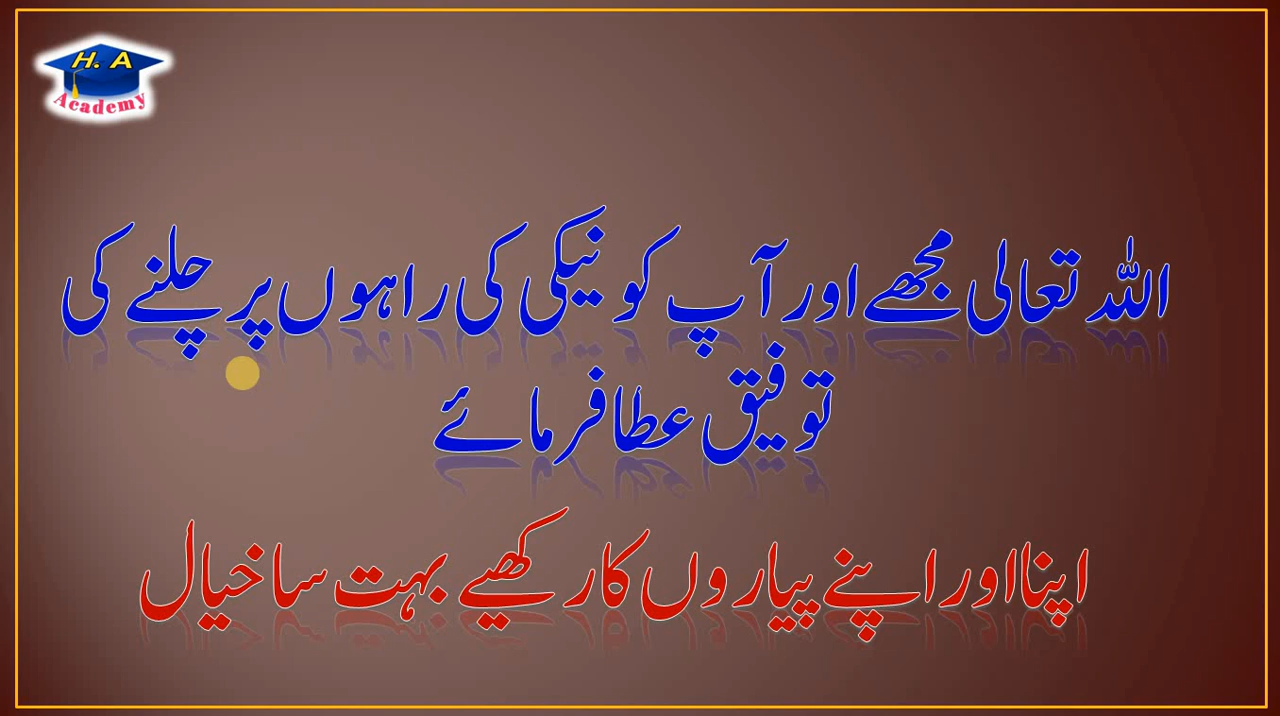 H. A
Academy
اللہ تعالی مجھے اور آپ کو نیکی کی راہوں پر چلنے کی
توفیق عطا فرمائے
اپنا اور اپنے پیاروں کا رکھیے بہت سا خیال